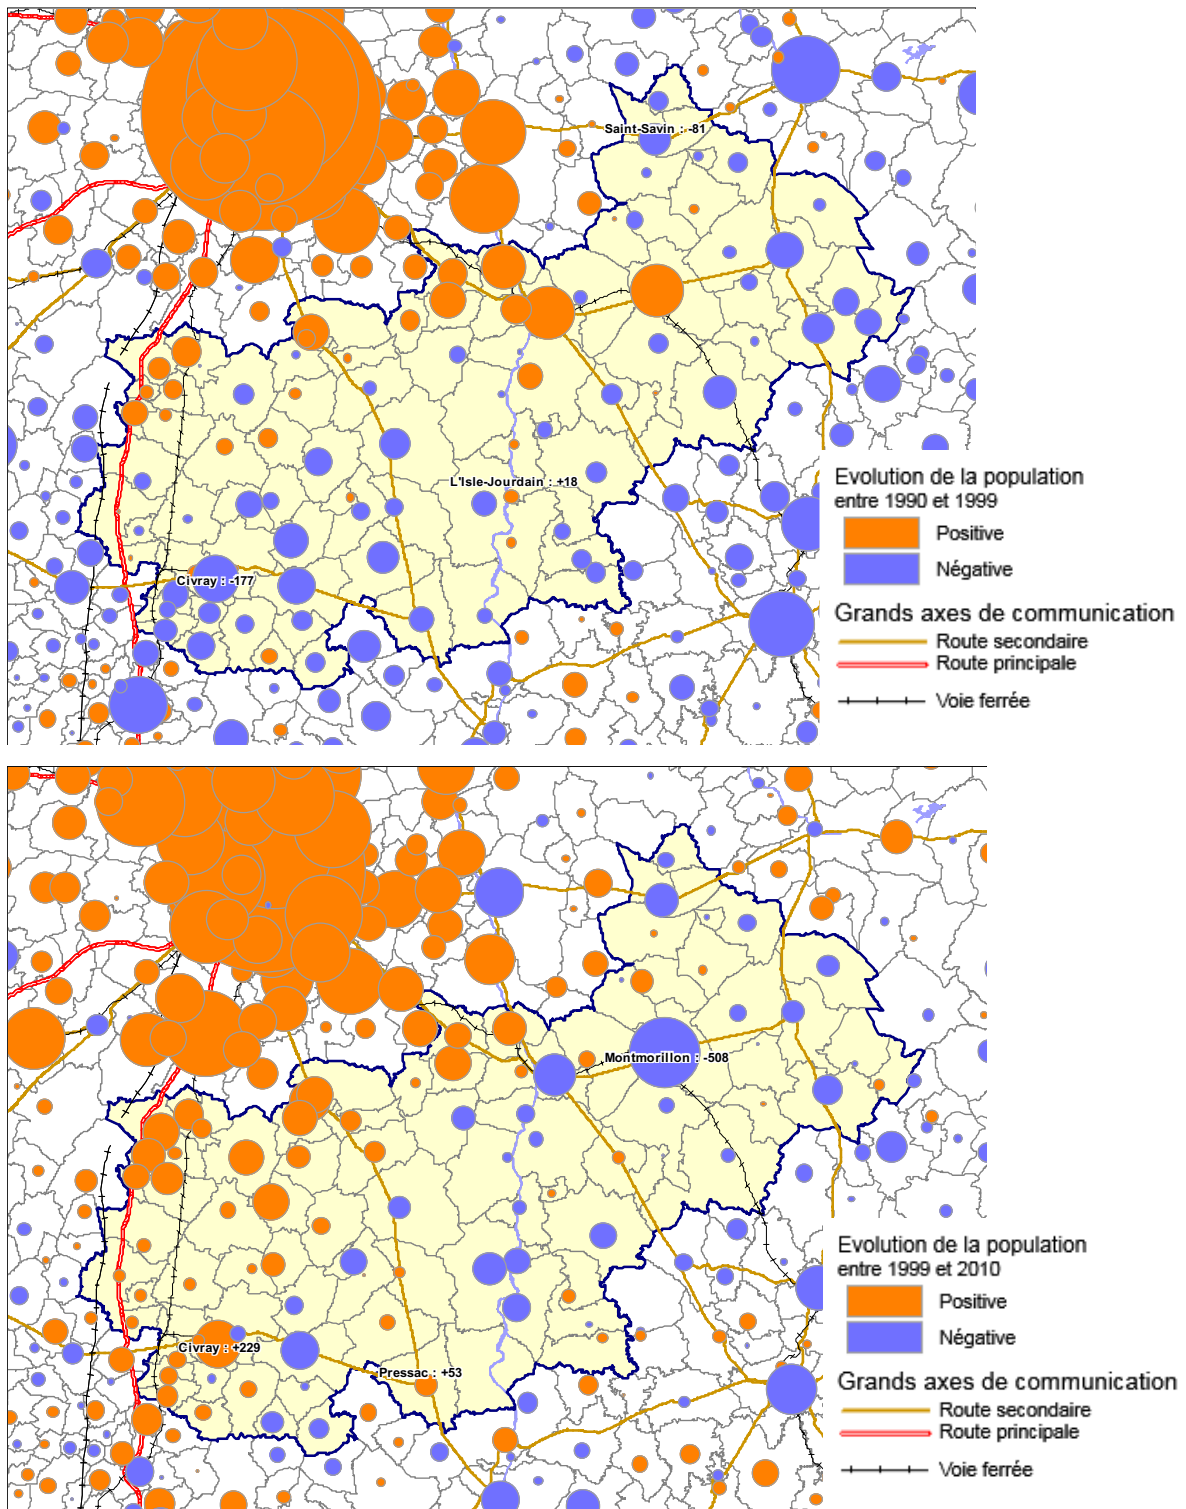 Saint-Savin : -81
L'Isle-Jourdain : +18
Civray : -177
Evolution de la population
entre 1990 et 1999
Positive
Négative
Grands axes de communication
Route secondaire
Route principale
Voie ferrée
Montmorillon : -508
Civray : +229
Pressac : +53
Evolution de la population
entre 1999 et 2010
Positive
Négative
Grands axes de communication
Route secondaire
Route principale
Voie ferrée